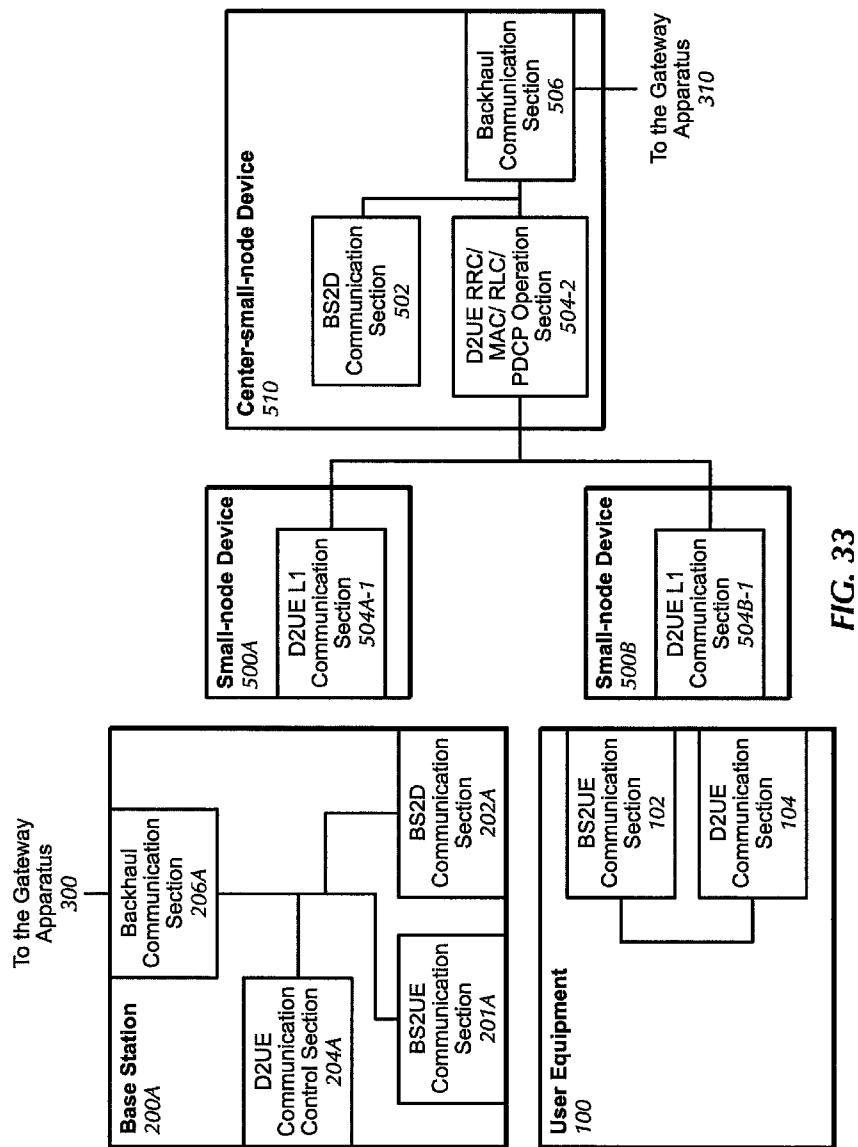 To the Gateway
Apparatus
300
Base Station
200A
Backhaul
Communication
Section
206A
D2UE
Communication
Control Section
204A
BS2UE
Communication
Section
201A
BS2D
Communication
Section
202A
User Equipment
100
BS2UE
Communication
Section
102
D2UE
Communication
Section
104
Small-node Device
500A
D2UE L1
Communication
Section
504A-1
Small-node Device
500B
D2UE L1
Communication
Section
504B-1
Center-small-node Device
510
BS2D
Communication
Section
502
D2UE RRC/
MAC/ RLC/
PDCP Operation
Section
504-2
Backhaul
Communication
Section
506
To the Gateway
Apparatus
310
FIG. 33